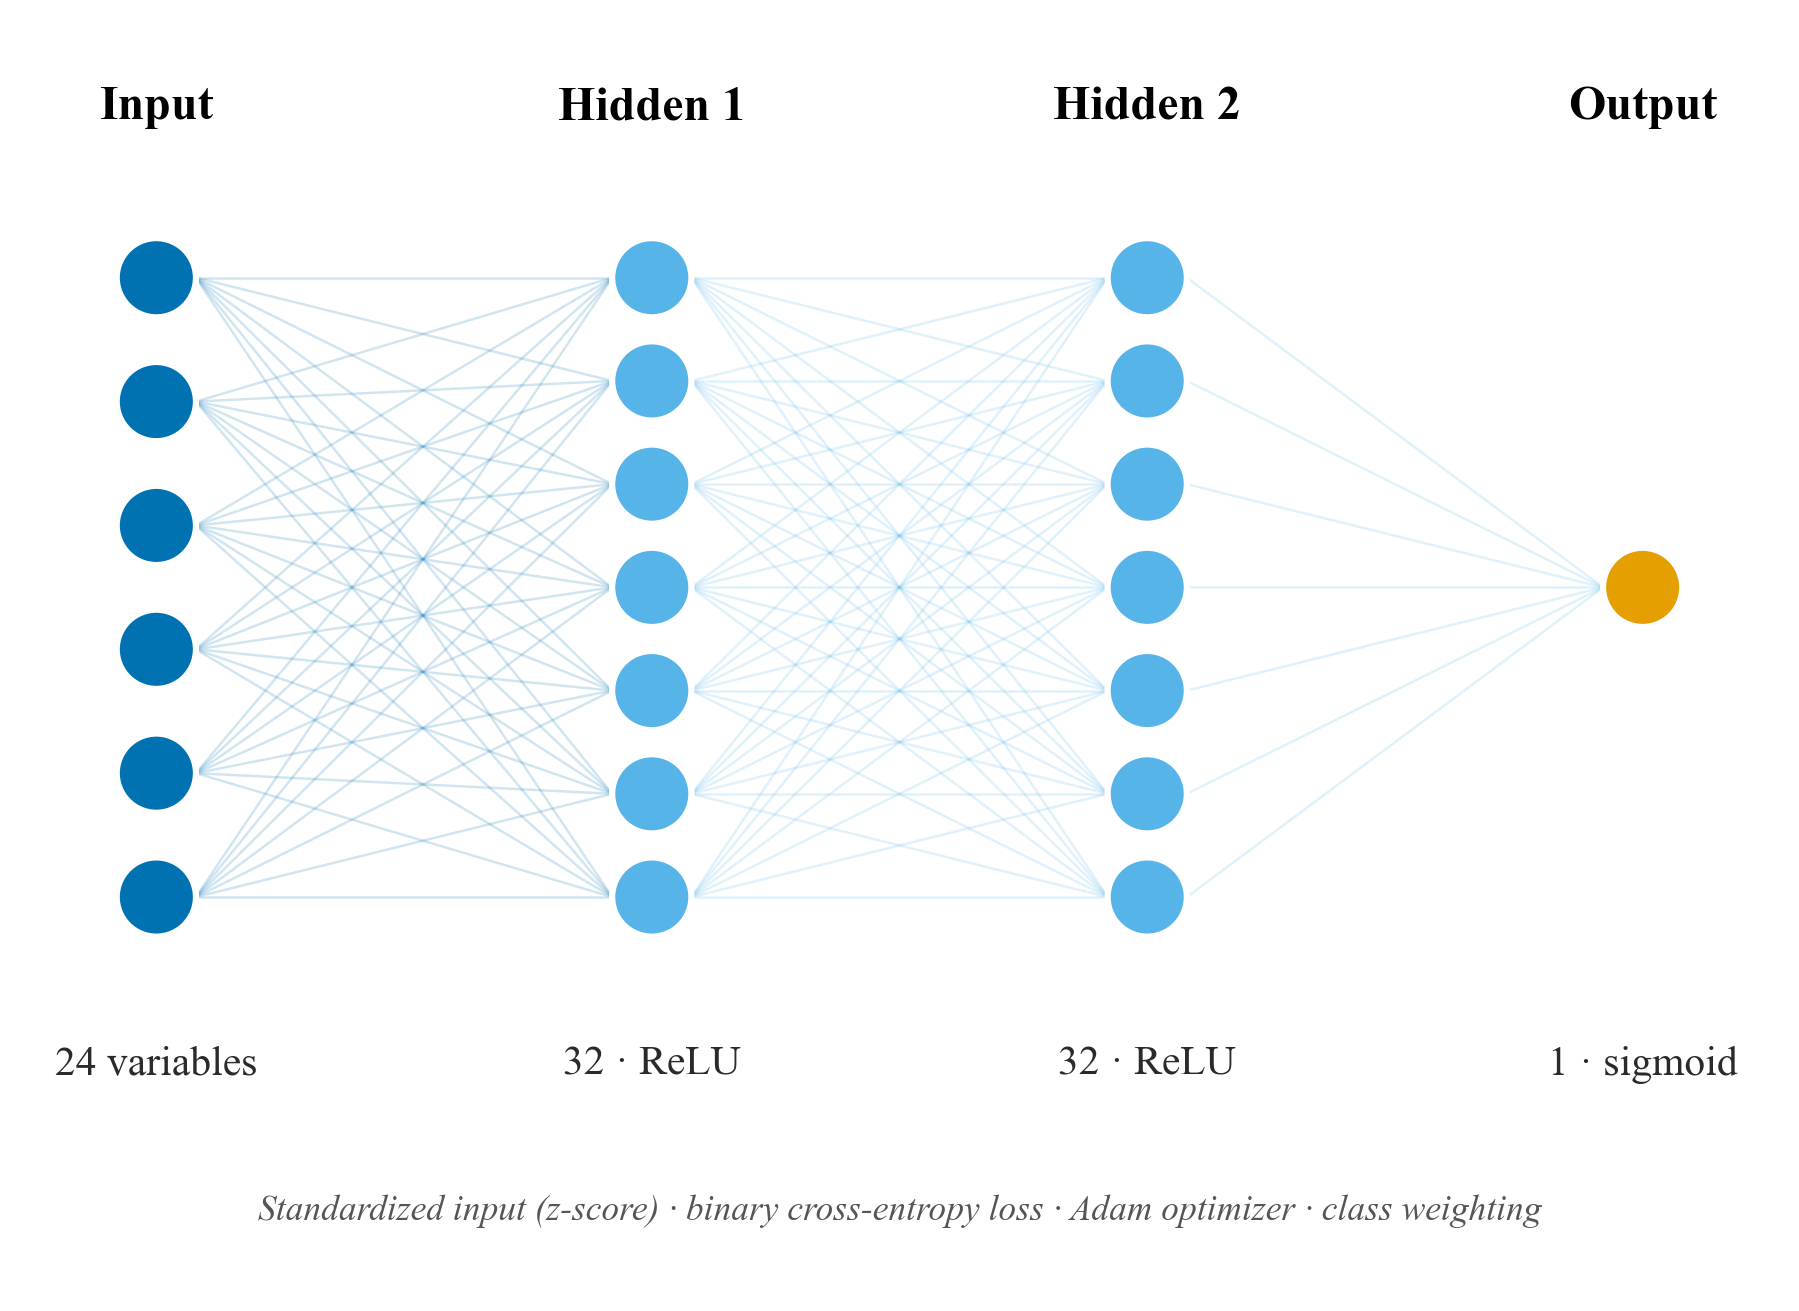 Input Hidden 1 Hidden 2 Output
24 variables 32 · ReLU 32 · ReLU 1 · sigmoid
Standardized input (z-score) · binary cross-entropy loss · Adam optimizer · class weighting